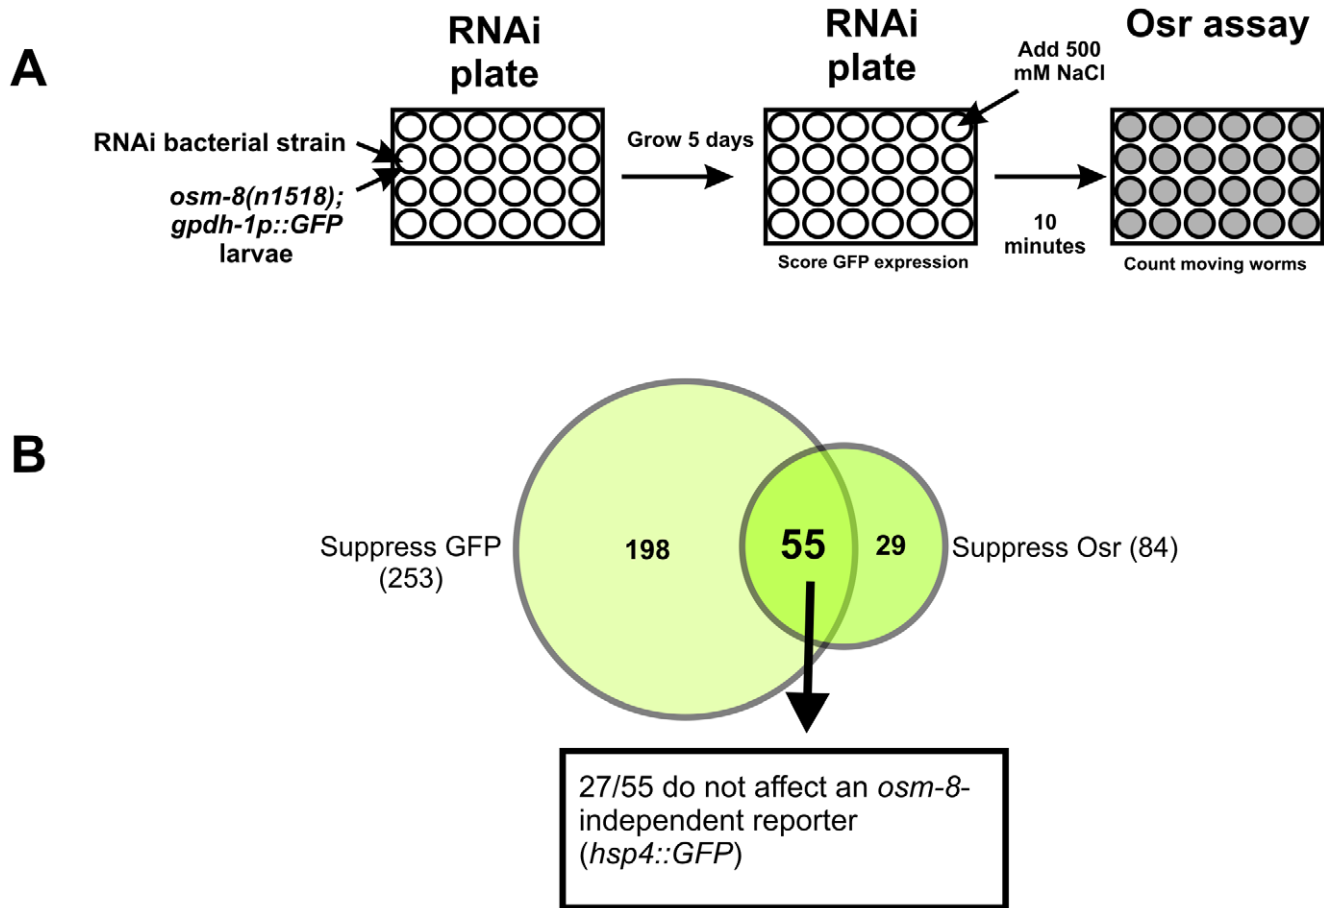 A
RNAi
plate
RNAi
plate
Osr assay
Add 500
mM NaCl
RNAi bacterial strain
osm-8(n1518);
gpdh-1p::GFP
larvae
Grow 5 days
10
minutes
Score GFP expression
Count moving worms
B
Suppress GFP
(253)
198
55
29
Suppress Osr (84)
27/55 do not affect an osm-8-
independent reporter
(hsp4::GFP)